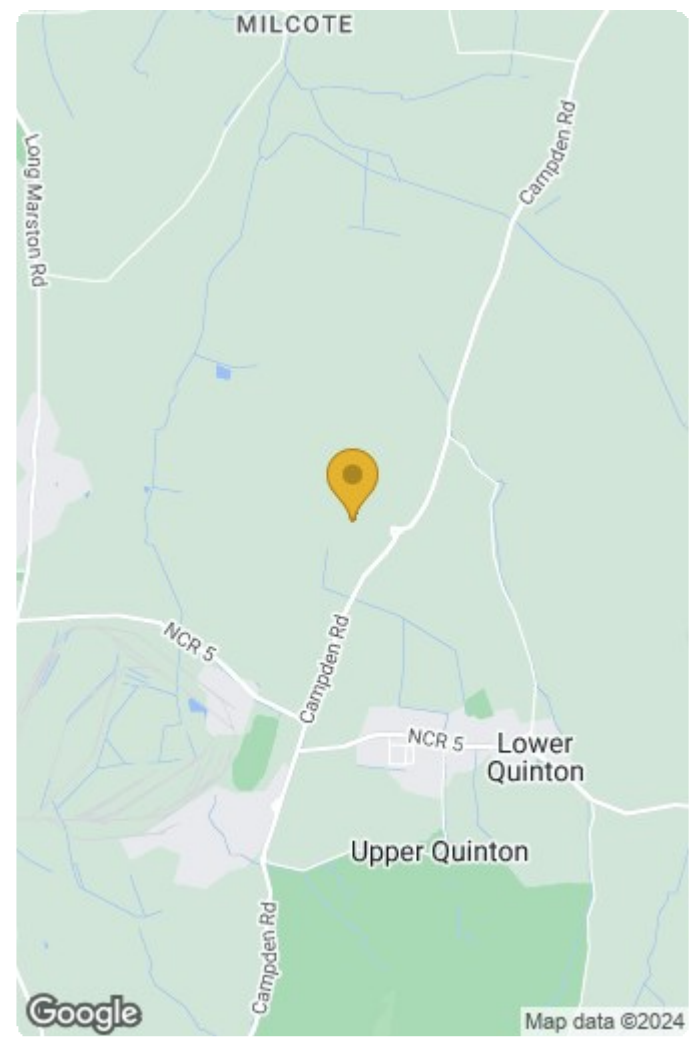 MILCOTE
Campden Rd
Long Marston Rd
NCR 5
Campden Rd
NCR 5
Lower
Quinton
Upper Quinton
Campden Rd
Google
Map data ©2024